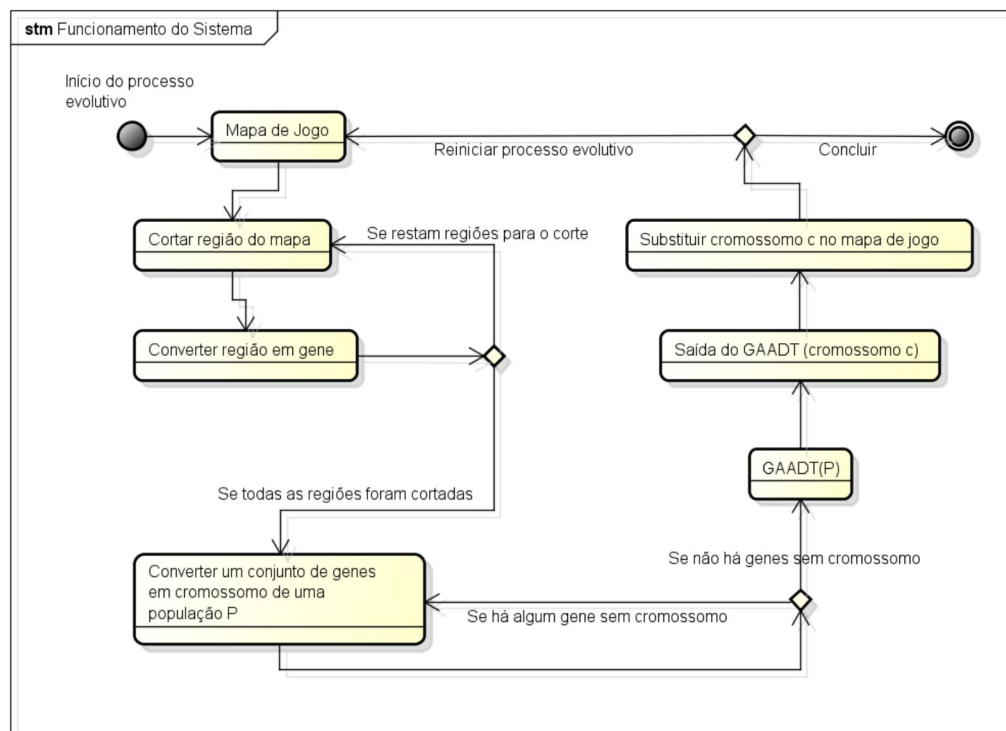 stm Funcionamento do Sistema
Início do processo
evolutivo
Mapa de Jogo
Reiniciar processo evolutivo
Concluir
Cortar região do mapa
Se restam regiões para o corte
Substituir cromossomo c no mapa de jogo
Converter região em gene
Saída do GAADT (cromossomo c)
GAADT(P)
Se todas as regiões foram cortadas
Se não há genes sem cromossomo
Converter um conjunto de genes
em cromossomo de uma
população P
Se há algum gene sem cromossomo